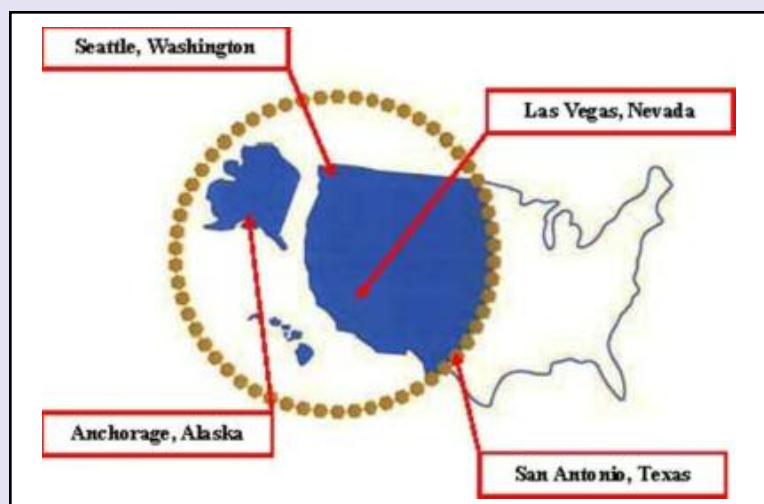 Seattle, Washington
Las Vegas, Nevada
Anchorage, Alaska
San Antonio, Texas